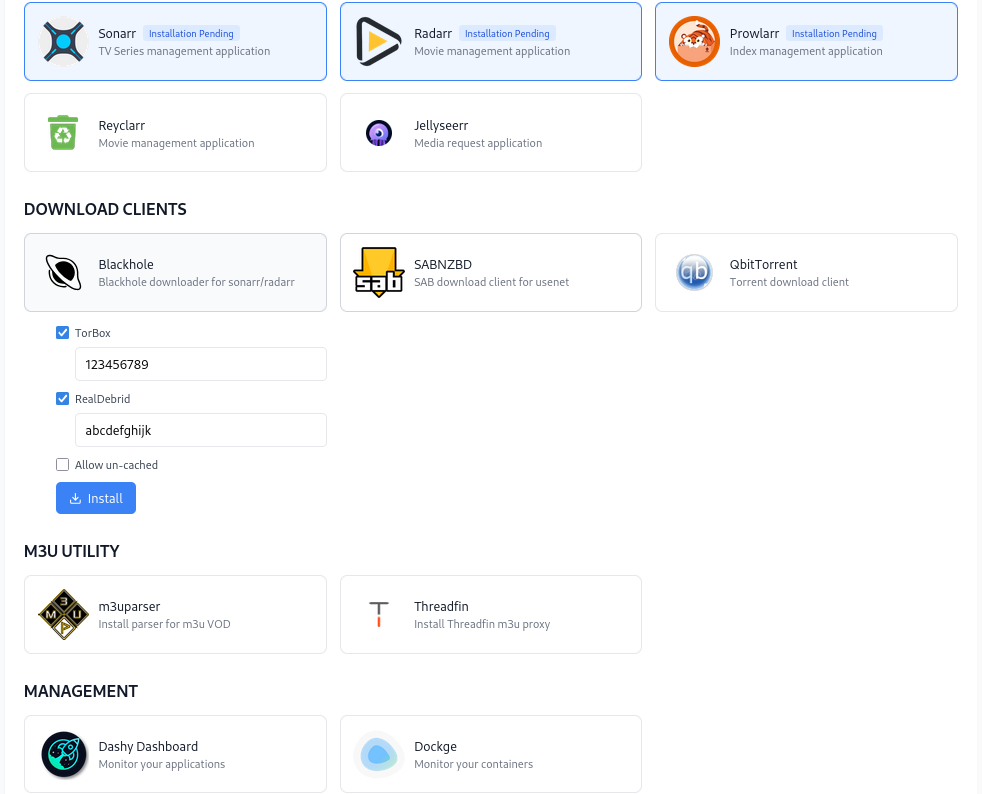 Sonarr Installation Pending
TV Series management application
Radarr Installation Pending
Movie management application
Prowlarr Installation Pending
Index management application
Reyclarr
Movie management application
Jellyseerr
Media request application
DOWNLOAD CLIENTS
Blackhole
Blackhole downloader for sonarr/radarr
sab
SABNZBD
SAB download client for usenet
qb
QbitTorrent
Torrent download client
TorBox
123456789
RealDebrid
abcdefghijk
Allow un-cached
Install
M3U UTILITY
M 3 U P
m3uparser
Install parser for m3u VOD
T
Threadfin
Install Threadfin m3u proxy
MANAGEMENT
Dashy Dashboard
Monitor your applications
Dockge
Monitor your containers